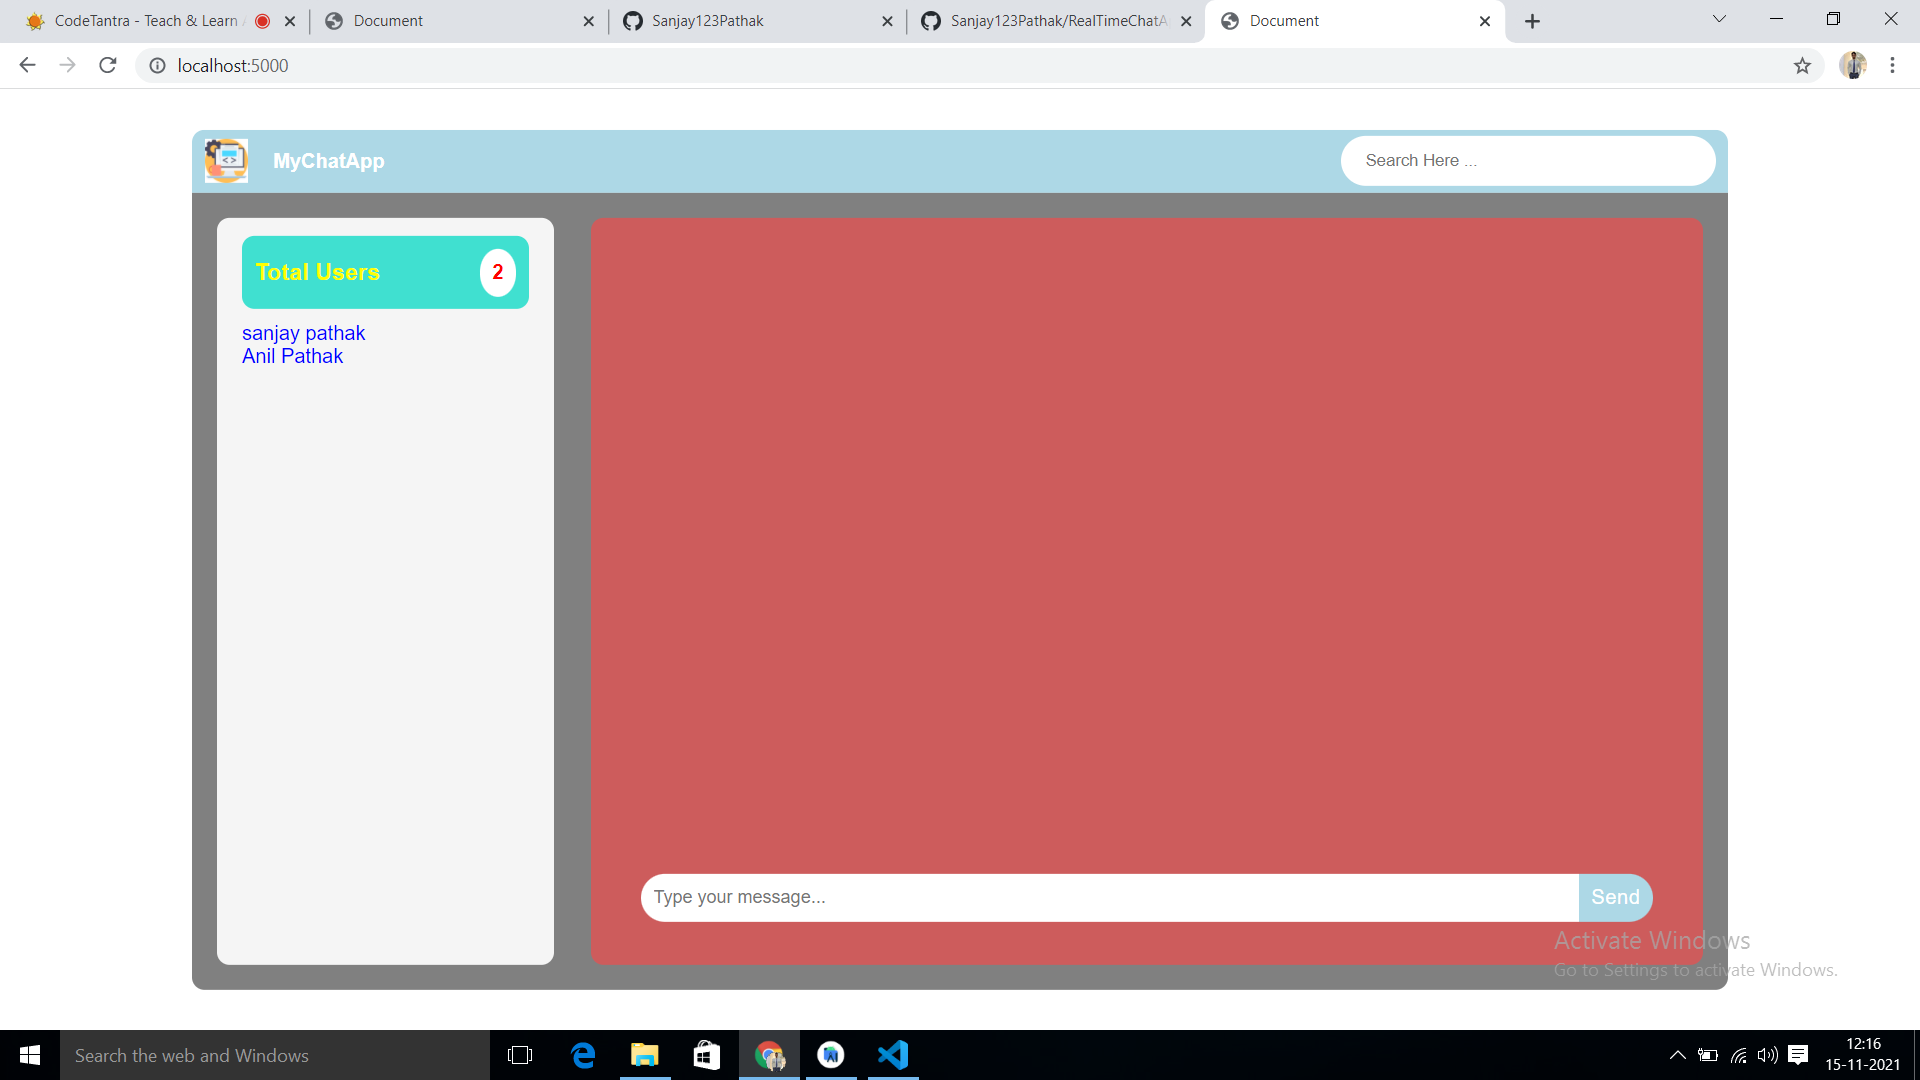 CodeTantra - Teach & Learn
Document
Sanjay123Pathak
Sanjay123Pathak/RealTimeChatA
Document
localhost:5000
MyChatApp
Search Here ...
Total Users
2
sanjay pathak
Anil Pathak
Type your message...
Send
Activate Windows
Go to Settings to activate Windows.
Search the web and Windows
12:16
15-11-2021